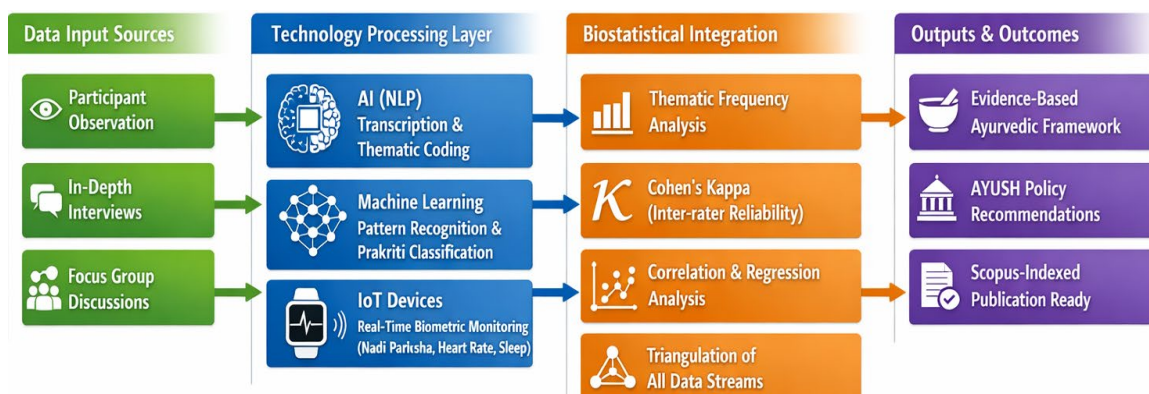 Data Input Sources
Participant
Observation
In-Depth
Interviews
Focus Group
Discussions
Technology Processing Layer
AI (NLP)
Transcription &
Thematic Coding
Machine Learning
Pattern Recognition &
Prakriti Classification
IoT Devices
Real-Time Biometric Monitoring
(Nadi Parksha, Heart Rate, Sleep)
Biostatistical Integration
Thematic Frequency
Analysis
K
Cohen's Kappa
(Inter-rater Reliability)
Correlation & Regression
Analysis
Triangulation of
All Data Streams
Outputs & Outcomes
Evidence-Based
Ayurvedic Framework
AYUSH Policy
Recommendations
Scopus-Indexed
Publication Ready